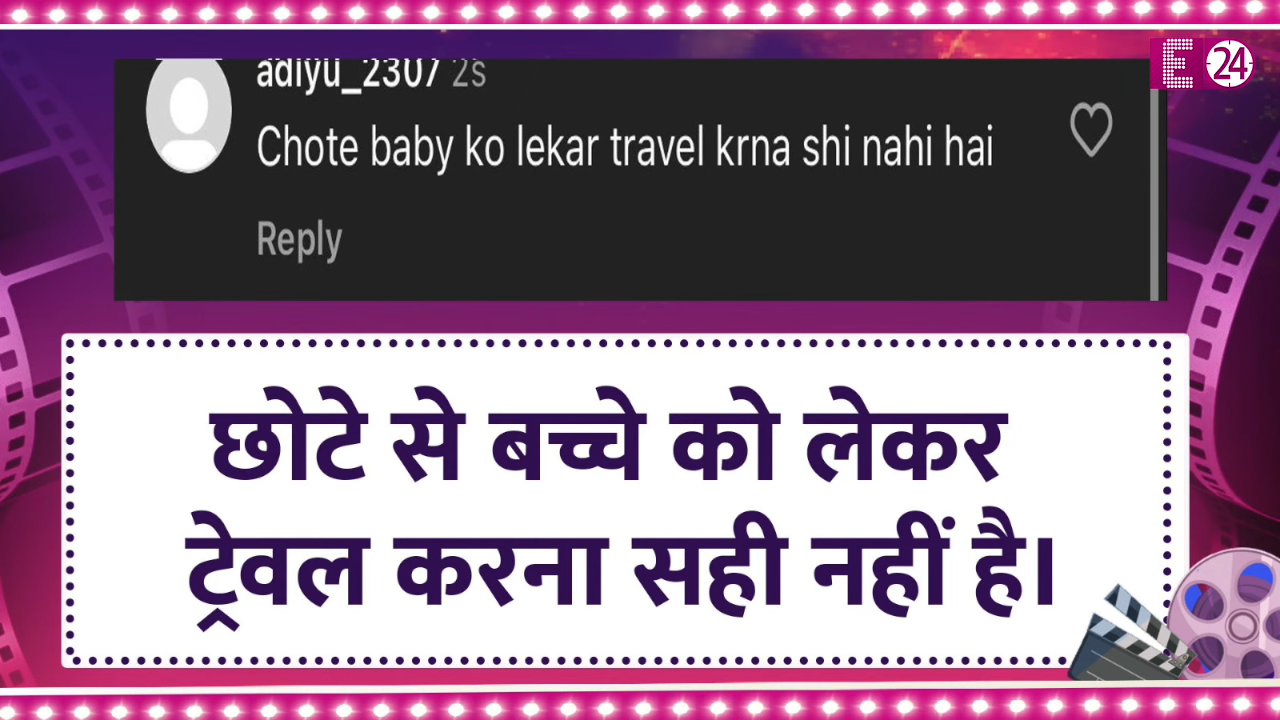 E 24
adiyu_2307 2s
Chote baby ko lekar travel krna shi nahi hai
Reply
छोटे से बच्चे को लेकर
ट्रेवल करना सही नहीं है।